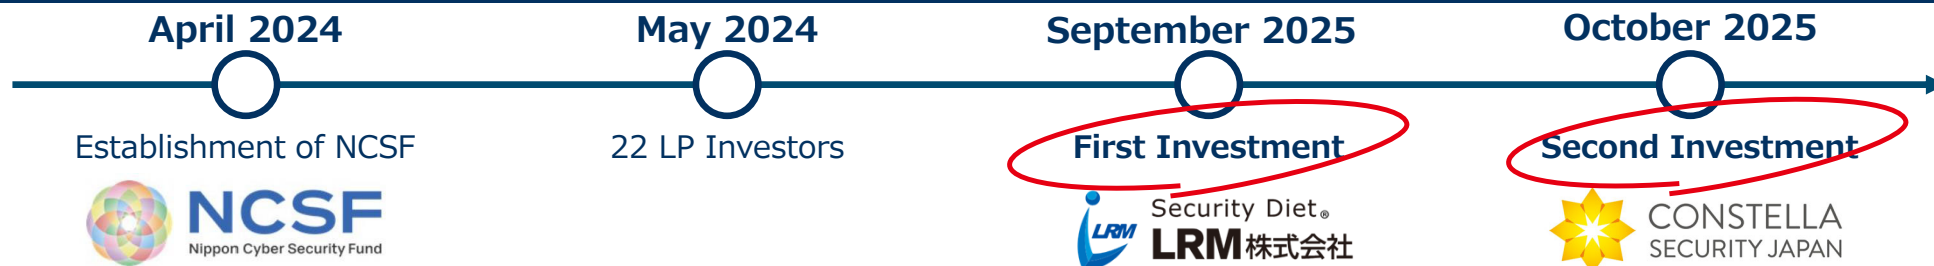 April 2024
May 2024
September 2025
October 2025
Establishment of NCSF
22 LP Investors
First Investment
Second Investment
NCSF
Nippon Cyber Security Fund
Security Diet®
LRM
LRM株式会社
CONSTELLA
SECURITY JAPAN